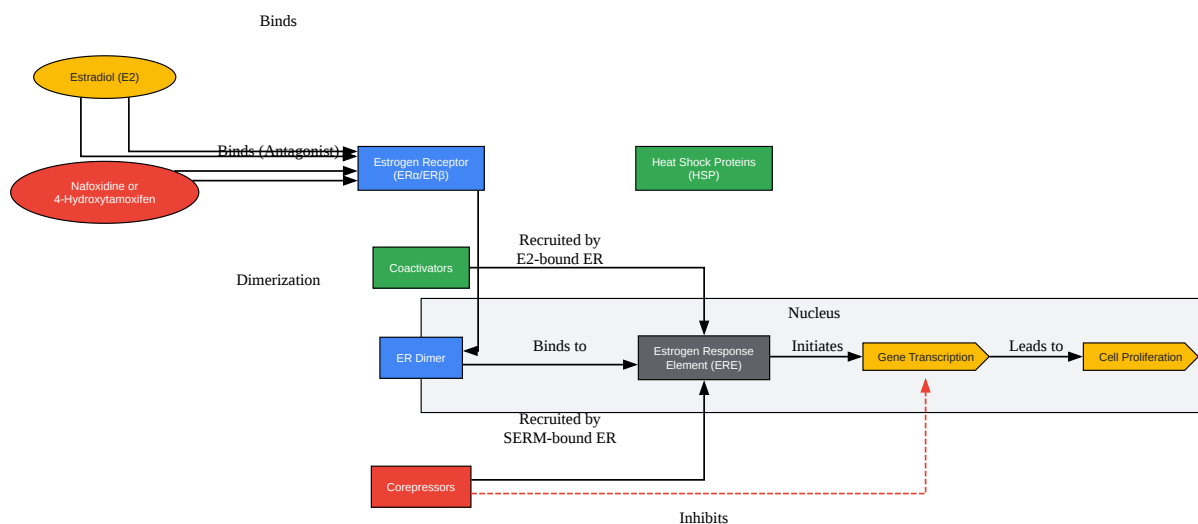 Binds
Estradiol (E2)
Binds (Antagonist)
Estrogen Receptor
(ERα/ERβ)
Heat Shock Proteins
(HSP)
Nafoxidine or
4-Hydroxytamoxifen
Recruited by
E2-bound ER
Coactivators
Dimerization
Nucleus
ER Dimer
Binds to
Estrogen Response
Element (ERE)
Initiates
Gene Transcription
Leads to
Cell Proliferation
Recruited by
SERM-bound ER
Corepressors
Inhibits